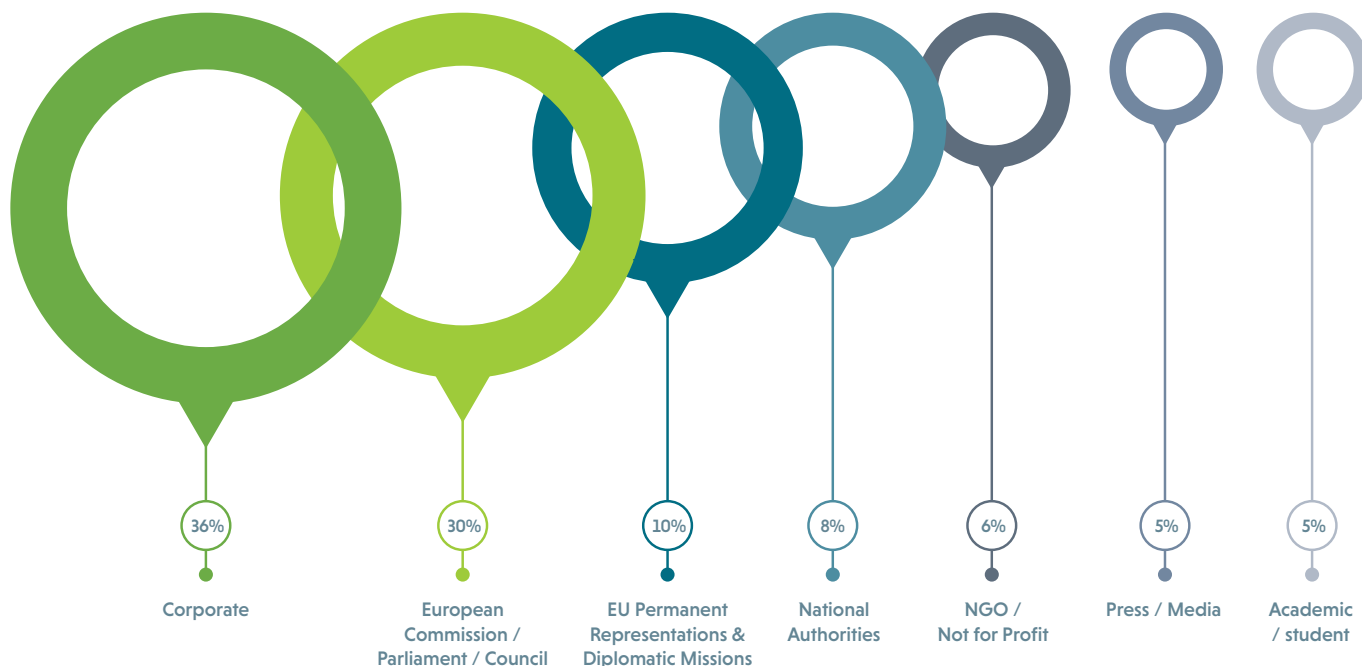 36%
30%
10%
8%
6%
5%
5%
Corporate
European
Commission /
Parliament / Council
EU Permanent
Representations &
Diplomatic Missions
National
Authorities
NGO /
Not for Profit
Press / Media
Academic
/ student